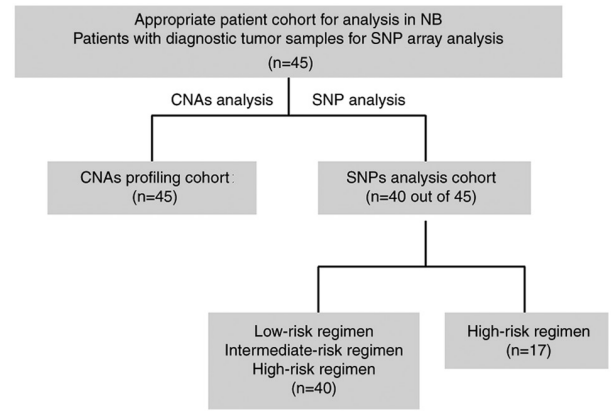 Appropriate patient cohort for analysis in NB
Patients with diagnostic tumor samples for SNP array analysis
(n=45)
CNAs analysis
SNP analysis
CNAs profiling cohort:
(n=45)
SNPs analysis cohort
(n=40 out of 45)
Low-risk regimen
Intermediate-risk regimen
High-risk regimen
(n=40)
High-risk regimen
(n=17)